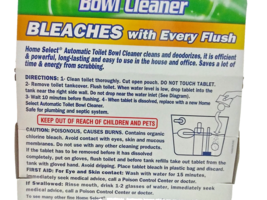 Bowl Cleaner
BLEACHES with Every Flush
Home Select® Automatic Toilet Bowl Cleaner cleans and deodorizes, it is efficient
& powerful, long-lasting and easy to use in the house and office. Saves a lot of
time & energy from scrubbing.
DIRECTIONS: 1- Clean toilet thoroughly. Cut open pouch, DO NOT TOUCH TABLET.
2- Remove toilet tankcover. Flush toilet. When water level is low, drop tablet into the
tank near the right side wall. Do not drop near the water inlet (See Diagram).
3- Wait 10 minutes before flushing. 4- When tablet is dissolved, replace with a new Home
Select Automatic Toilet Bowl Cleaner.
Safe for plumbing and septic system.
KEEP OUT OF REACH OF CHILDREN AND PETS
CAUTION: POISONOUS, CAUSES BURNS. Contains organic
chlorine bleach. Avoid contact with eyes, skin and mucous
membranes. Do not use with any other cleaning products.
If the tablet has to be removed before it has dissolved
completely, put on gloves, flush toilet and before tank refills take out tablet from the
tank with gloved hand. Avoid dripping. Place tablet back in plastic bag and discard.
FIRST AID: For Eye and Skin contact: Wash with water for 15 minutes.
immediately seek medical advice, call a Poison Control Center or doctor.
If Swallowed: Rinse mouth, drink 1-2 glasses of water, immediately seek
medical advice, call a Poison Control Center or doctor.